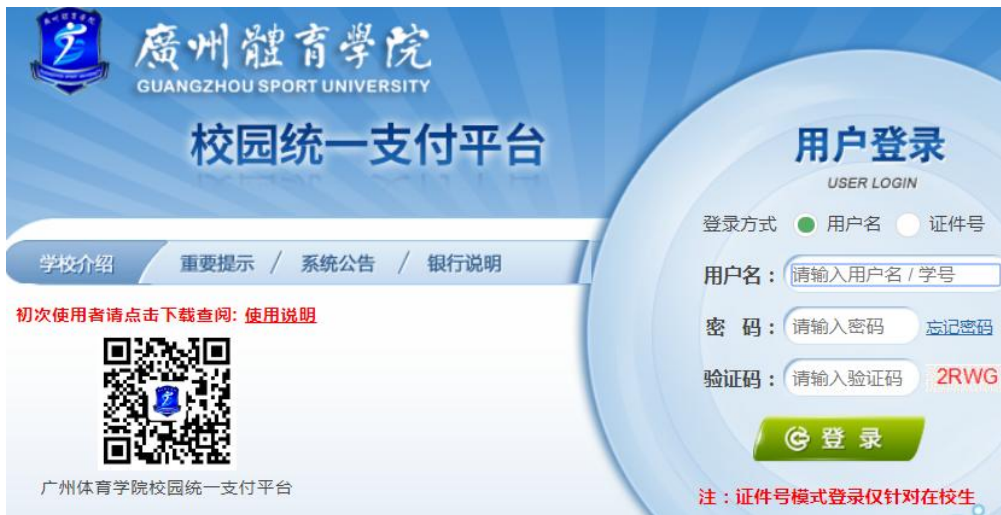 廣州體育學院
GUANGZHOU SPORT UNIVERSITY
校园统一支付平台
学校介绍 重要提示 / 系统公告 / 银行说明
初次使用者请点击下载查阅: 使用说明
广州体育学院校园统一支付平台
用户登录
USER LOGIN
登录方式 用户名 证件号
用户名： 请输入用户名 / 学号
密 码： 请输入密码 忘记密码
验证码： 请输入验证码 2RWG
登 录
注：证件号模式登录仅针对在校生